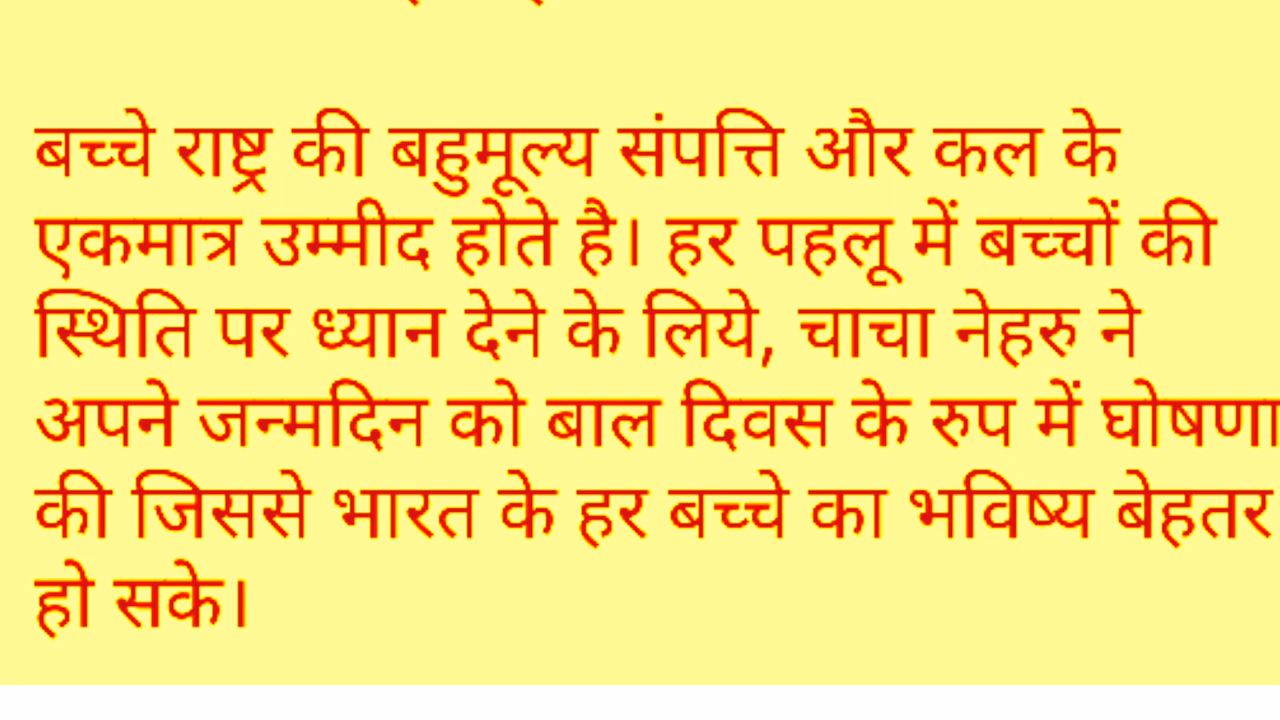 बच्चे राष्ट्र की बहुमूल्य संपत्ति और कल के
एकमात्र उम्मीद होते है। हर पहलू में बच्चों की
स्थिति पर ध्यान देने के लिये, चाचा नेहरु ने
अपने जन्मदिन को बाल दिवस के रुप में घोषणा
की जिससे भारत के हर बच्चे का भविष्य बेहतर
हो सके।